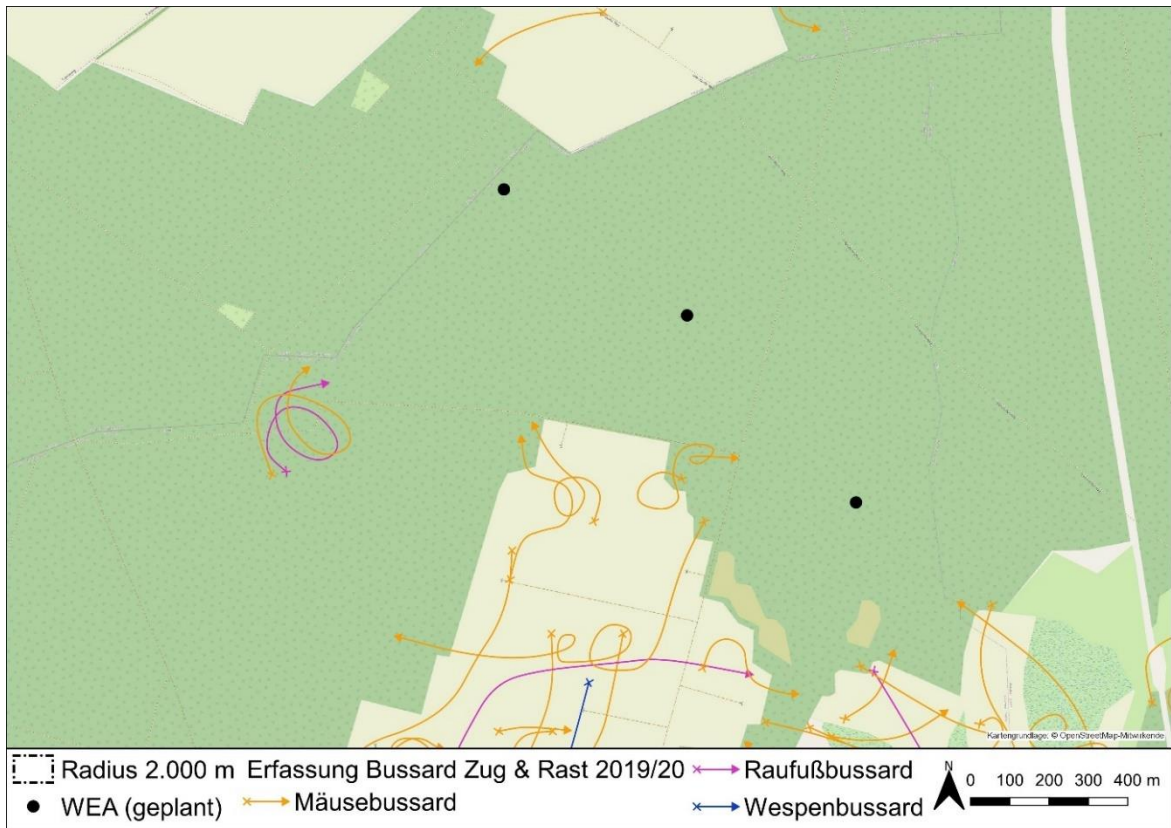 Kartengrundlage: © OpenStreetMap-Mitwirkende
Radius 2.000 m Erfassung Bussard Zug & Rast 2019/20 Raufußbussard
WEA (geplant) Mäusebussard Wespenbussard
N
0 100 200 300 400 m